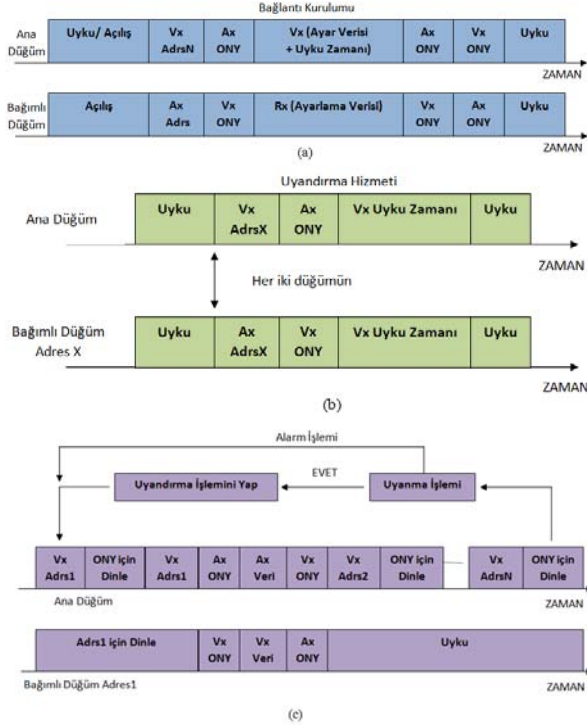 Bağlantı Kurulumu
Ana Düğüm
Uyku/ Açılış
Vx AdrsN
Ax ONY
Vx (Ayar Verisi + Uyku Zamanı)
Ax ONY
Vx ONY
Uyku
ZAMAN
Bağımlı Düğüm
Açılış
Ax Adrs
Vx ONY
Rx (Ayarlama Verisi)
Vx ONY
Ax ONY
Uyku
ZAMAN
(a)
Uyandırma Hizmeti
Ana Düğüm
Uyku
Vx AdrsX
Ax ONY
Vx Uyku Zamanı
Uyku
ZAMAN
Her iki düğümün
Bağımlı Düğüm Adres X
Uyku
Ax AdrsX
Vx ONY
Vx Uyku Zamanı
Uyku
ZAMAN
(b)
Alarm İşlemi
Uyandırma İşlemini Yap
EVET
Uyanma İşlemi
Vx Adrs1
ONY için Dinle
Vx Adrs1
Ax ONY
Ax Veri
Vx ONY
Vx Adrs2
ONY için Dinle
Vx AdrsN
ONY için Dinle
Ana Düğüm
ZAMAN
Adrs1 için Dinle
Vx ONY
Vx Veri
Ax ONY
Uyku
Bağımlı Düğüm Adres1
ZAMAN
(c)